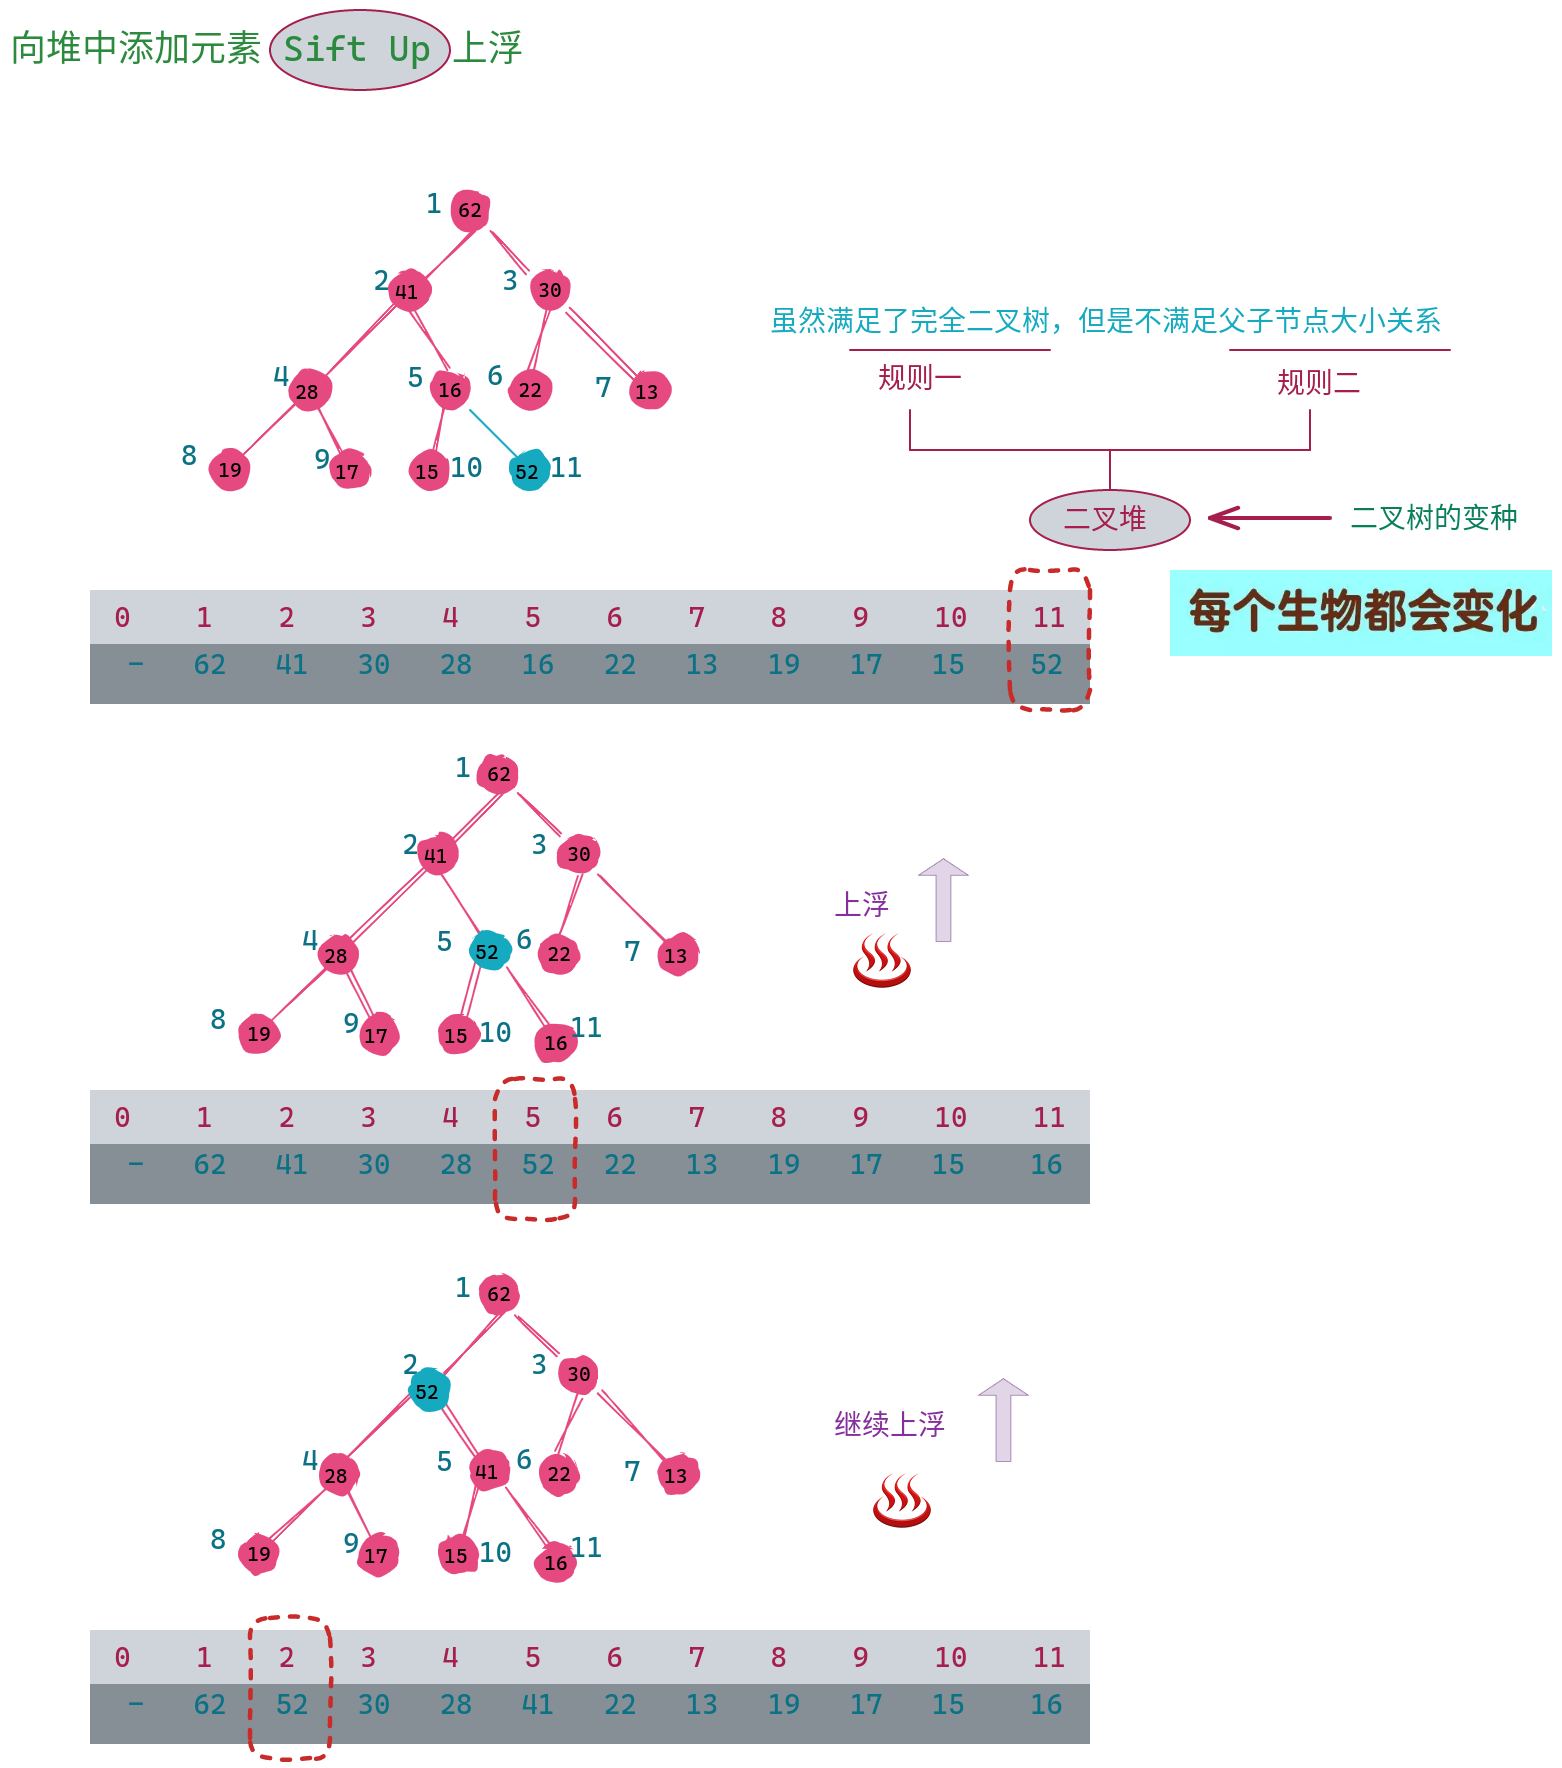 向堆中添加元素 Sift Up 上浮
1 62
2 41 3 30
4 28 5 16 6 22 7 13
8 19 9 17 15 10 52 11
虽然满足了完全二叉树，但是不满足父子节点大小关系
规则一 规则二
二叉堆 二叉树的变种
每个生物都会变化
0 1 2 3 4 5 6 7 8 9 10 11
- 62 41 30 28 16 22 13 19 17 15 52
1 62
2 41 3 30
4 28 5 52 6 22 7 13
8 19 9 17 15 10 16 11
上浮
0 1 2 3 4 5 6 7 8 9 10 11
- 62 41 30 28 52 22 13 19 17 15 16
1 62
2 52 3 30
4 28 5 41 6 22 7 13
8 19 9 17 15 10 16 11
继续上浮
0 1 2 3 4 5 6 7 8 9 10 11
- 62 52 30 28 41 22 13 19 17 15 16